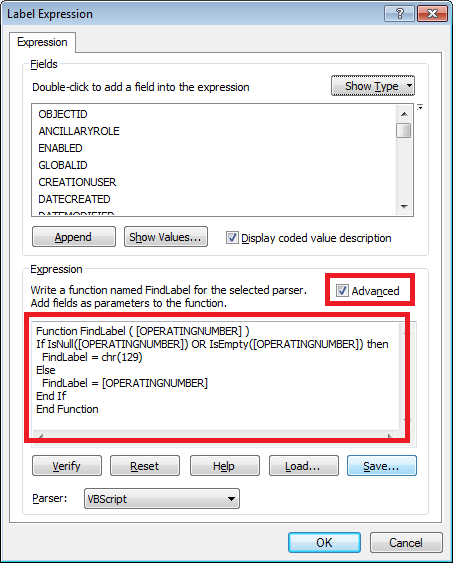 Label Expression
Expression
Fields
Double-click to add a field into the expression
Show Type
OBJECTID
ANCILLARYROLE
ENABLED
GLOBALID
CREATIONUSER
DATECREATED
DATEMODIFIED
Append
Show Values...
Display coded value description
Expression
Write a function named FindLabel for the selected parser.
Add fields as parameters to the function.
Advanced
Function FindLabel ( [OPERATINGNUMBER] )
If IsNull([OPERATINGNUMBER]) OR IsEmpty([OPERATINGNUMBER]) then
FindLabel = chr(129)
Else
FindLabel = [OPERATINGNUMBER]
End If
End Function
Verify
Reset
Help
Load...
Save...
Parser:
VBScript
OK
Cancel